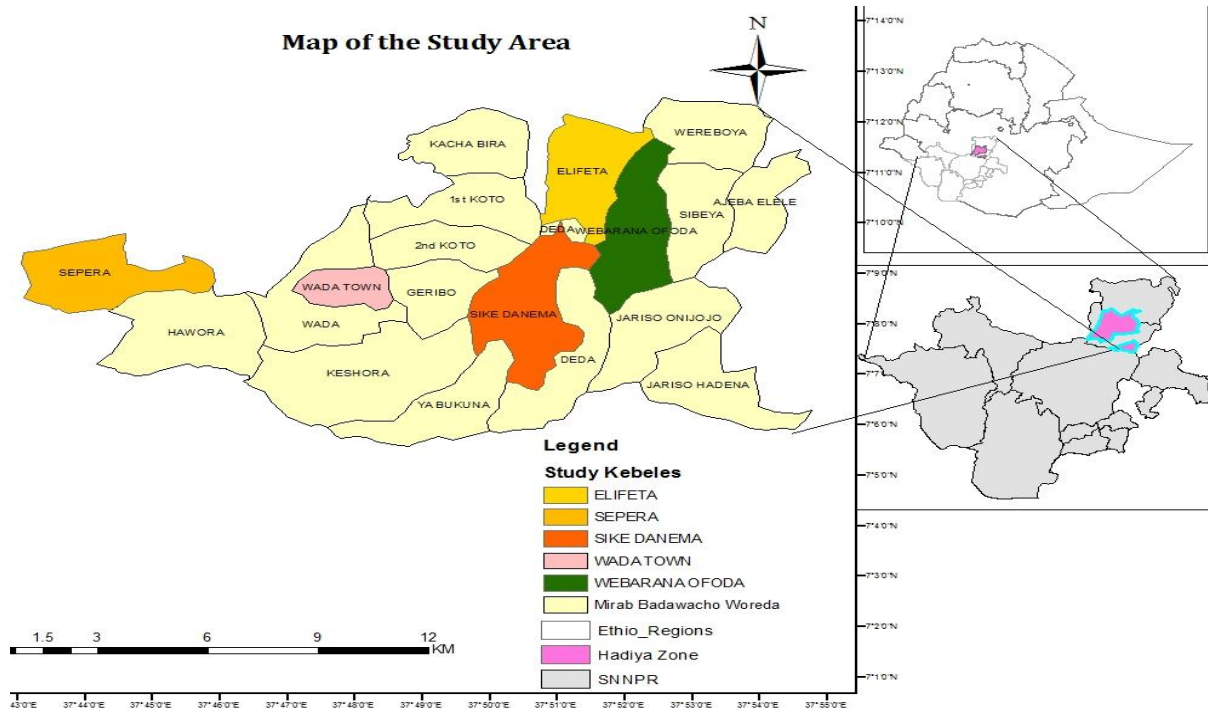 Map of the Study Area
N
KACHA BIRA
WEREBOYA
ELIFETA
1st KOTO
AJEBA ELELE
SIBEYA
DEDA
WEBARANA OFODA
2nd KOTO
SEPERA
WADA TOWN
GERIBO
HAWORA
WADA
SIKE DANEMA
JARISO ONIJOJO
DEDA
KESHORA
JARISO HADENA
YABUKUNA
Legend
Study Kebeles
ELIFETA
SEPERA
SIKE DANEMA
WADA TOWN
WEBARANA OFODA
Mirab Badawacho Woreda
Ethio_Regions
Hadiya Zone
SNNPR
1.5 3 6 9 12
KM
7°14'0"N
7°13'0"N
7°12'0"N
7°11'0"N
7°10'0"N
7°9'0"N
7°8'0"N
7°7'0"N
7°6'0"N
7°5'0"N
7°4'0"N
7°3'0"N
7°2'0"N
7°1'0"N
43'0"E 37°44'0"E 37°45'0"E 37°46'0"E 37°47'0"E 37°48'0"E 37°49'0"E 37°50'0"E 37°51'0"E 37°52'0"E 37°53'0"E 37°54'0"E 37°55'0"E